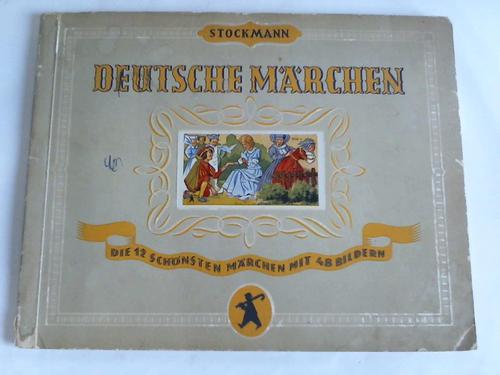 STOCKMANN
DEUTSCHE MÄRCHEN
DIE 12 SCHÖNSTEN MÄRCHEN MIT 48 BILDERN